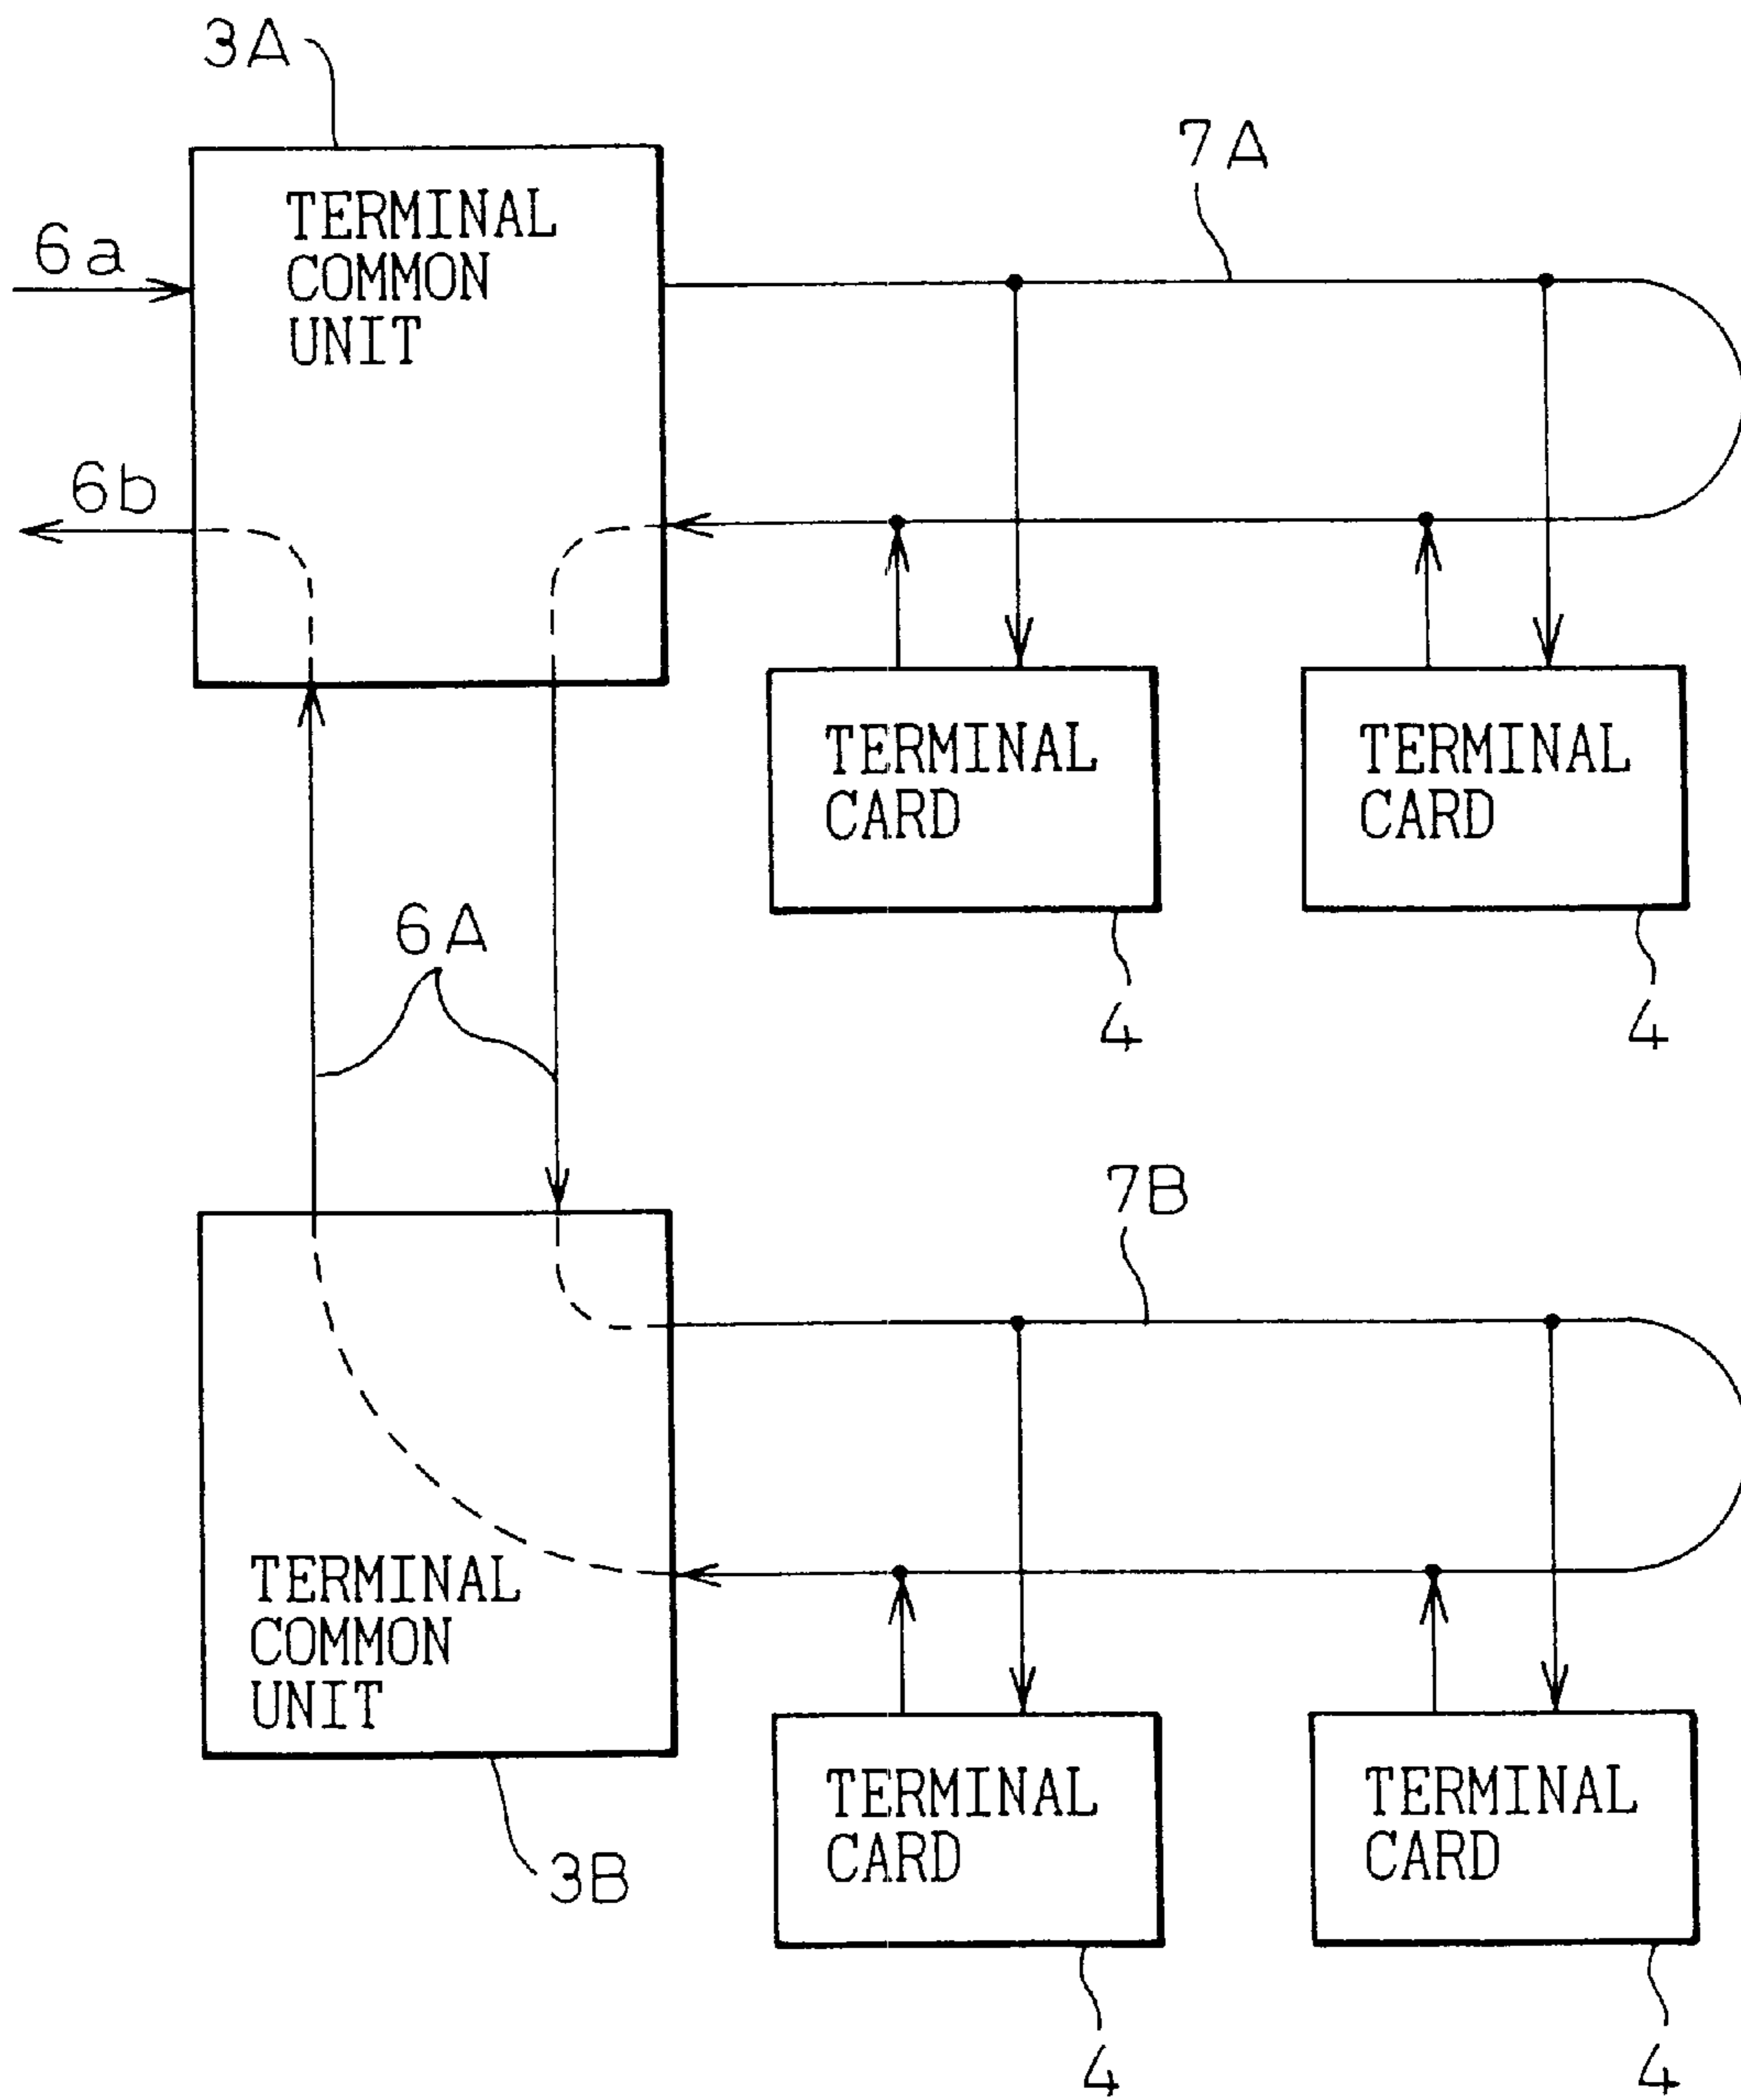 3A
7A
6a
TERMINAL
COMMON
UNIT
6b
TERMINAL
CARD
TERMINAL
CARD
6A
4
4
7B
TERMINAL
COMMON
UNIT
TERMINAL
CARD
TERMINAL
CARD
3B
4
4